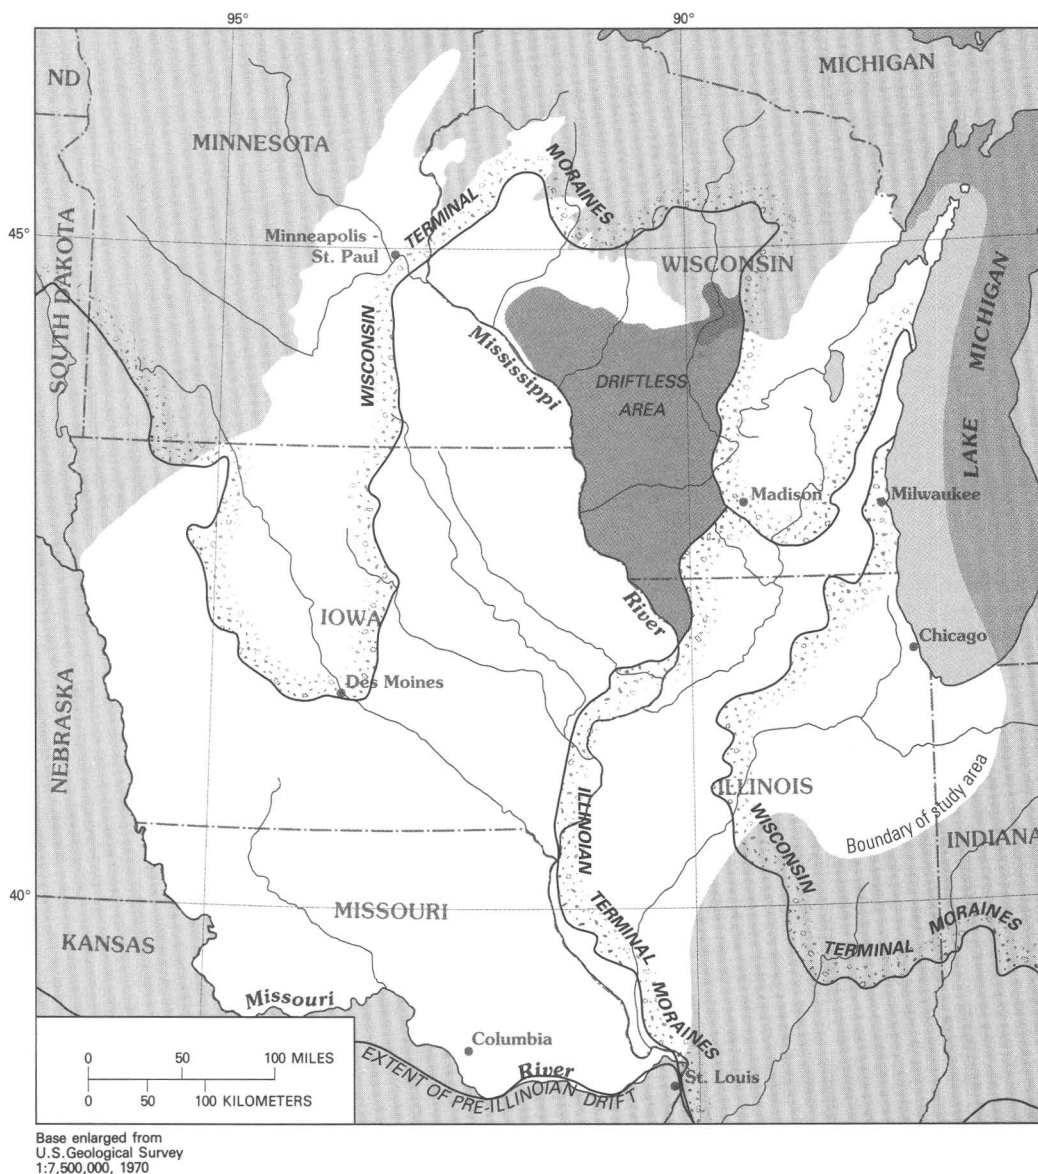 95°
90°
ND
MICHIGAN
MINNESOTA
TERMINAL
MORAINES
45°
Minneapolis -
St. Paul
WISCONSIN
SOUTH DAKOTA
WISCONSIN
Mississippi
DRIFTLESS
AREA
LAKE MICHIGAN
Madison
Milwaukee
IOWA
River
Chicago
Des Moines
NEBRASKA
ILLINOIS
ILLINOIAN
WISCONSIN
Boundary of study area
INDIANA
40°
MISSOURI
KANSAS
TERMINAL
MORAINES
TERMINAL
MORAINES
Missouri
Columbia
River
EXTENT OF PRE-ILLINOIAN DRIFT
St. Louis
0 50 100 MILES
0 50 100 KILOMETERS
Base enlarged from
U.S.Geological Survey
1:7,500,000, 1970